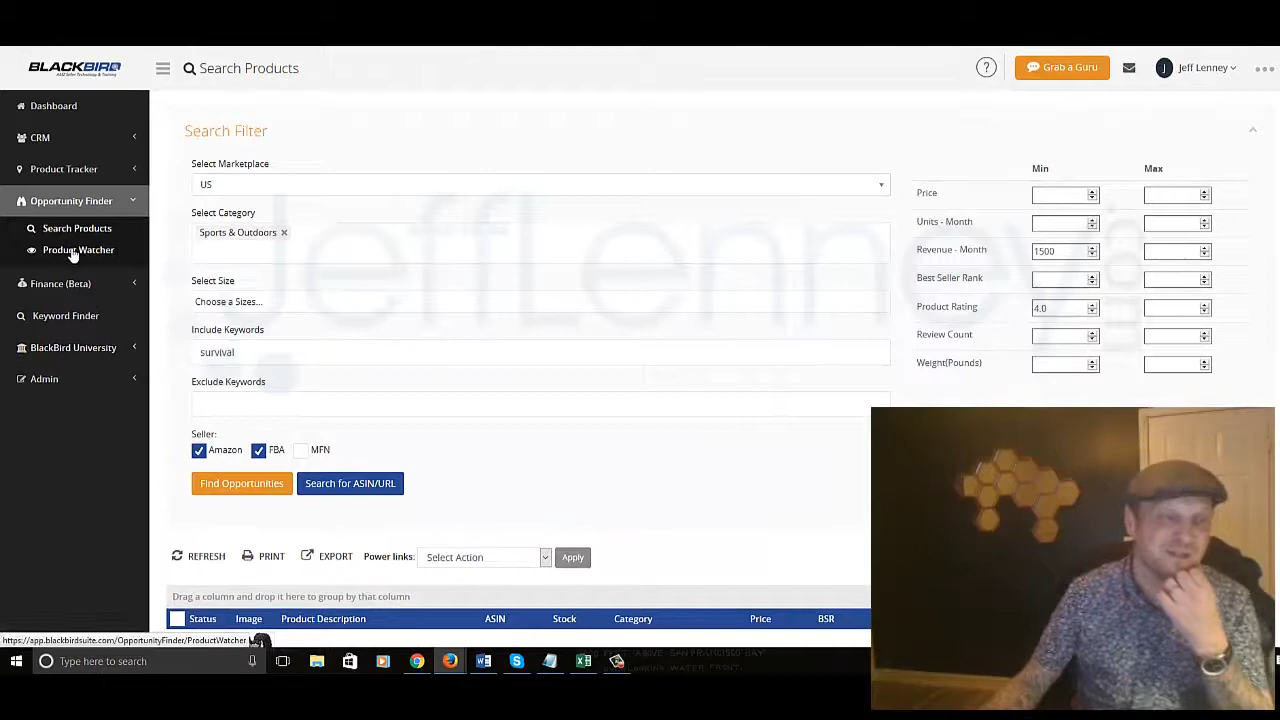 BLACKBIRD
AMZ Seller Technology & Training
Search Products
?
Grab a Guru
J
Jeff Lenney
Dashboard
CRM
Product Tracker
Opportunity Finder
Search Products
Product Watcher
Finance (Beta)
Keyword Finder
BlackBird University
Admin
Search Filter
Select Marketplace
US
Select Category
Sports & Outdoors ×
Select Size
Choose a Sizes...
Include Keywords
survival
Exclude Keywords
Seller:
Amazon FBA MFN
Find Opportunities Search for ASIN/URL
Min Max
Price
Units - Month
Revenue - Month 1500
Best Seller Rank
Product Rating 4.0
Review Count
Weight(Pounds)
JeffLenney
REFRESH PRINT EXPORT Power links: Select Action Apply
Drag a column and drop it here to group by that column
Status Image Product Description ASIN Stock Category Price BSR
https://app.blackbirdsuite.com/OpportunityFinder/ProductWatcher
Type here to search